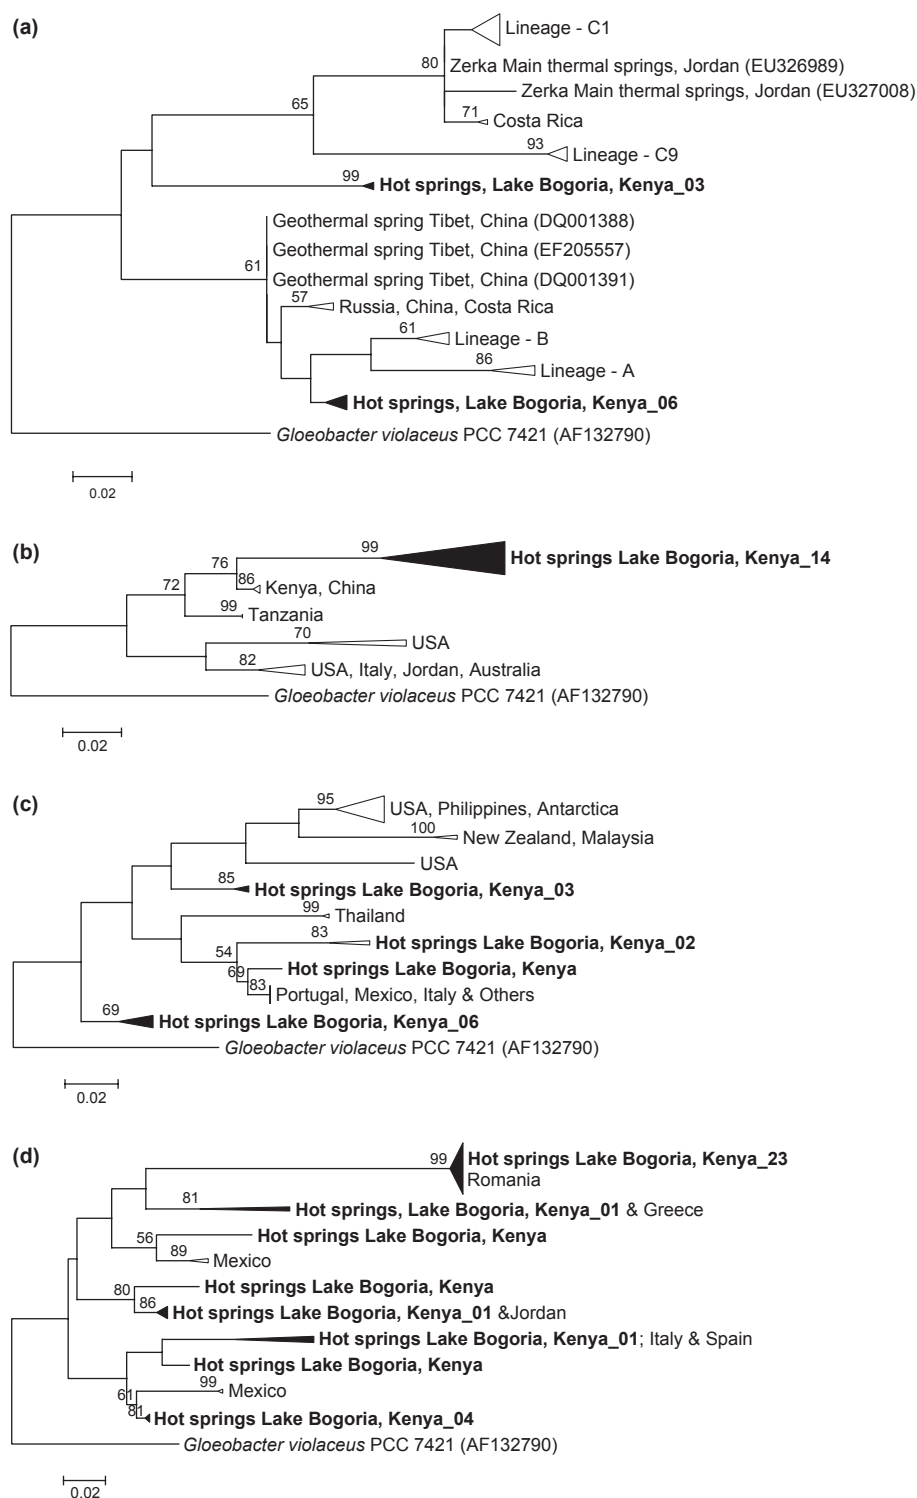 (a)
Lineage - C1
80
Zerka Main thermal springs, Jordan (EU326989)
Zerka Main thermal springs, Jordan (EU327008)
65
71
Costa Rica
93
Lineage - C9
99
Hot springs, Lake Bogoria, Kenya_03
Geothermal spring Tibet, China (DQ001388)
Geothermal spring Tibet, China (EF205557)
61
Geothermal spring Tibet, China (DQ001391)
57
Russia, China, Costa Rica
61
Lineage - B
86
Lineage - A
Hot springs, Lake Bogoria, Kenya_06
Gloeobacter violaceus PCC 7421 (AF132790)
0.02
(b)
99
Hot springs Lake Bogoria, Kenya_14
76
86
Kenya, China
72
99
Tanzania
70
USA
82
USA, Italy, Jordan, Australia
Gloeobacter violaceus PCC 7421 (AF132790)
0.02
(c)
95
USA, Philippines, Antarctica
100
New Zealand, Malaysia
USA
85
Hot springs Lake Bogoria, Kenya_03
99
Thailand
83
Hot springs Lake Bogoria, Kenya_02
54
69
Hot springs Lake Bogoria, Kenya
83
Portugal, Mexico, Italy & Others
69
Hot springs Lake Bogoria, Kenya_06
Gloeobacter violaceus PCC 7421 (AF132790)
0.02
(d)
99
Hot springs Lake Bogoria, Kenya_23
Romania
81
Hot springs, Lake Bogoria, Kenya_01 & Greece
56
Hot springs Lake Bogoria, Kenya
89
Mexico
80
Hot springs Lake Bogoria, Kenya
86
Hot springs Lake Bogoria, Kenya_01 &Jordan
Hot springs Lake Bogoria, Kenya_01; Italy & Spain
Hot springs Lake Bogoria, Kenya
99
Mexico
61
81
Hot springs Lake Bogoria, Kenya_04
Gloeobacter violaceus PCC 7421 (AF132790)
0.02